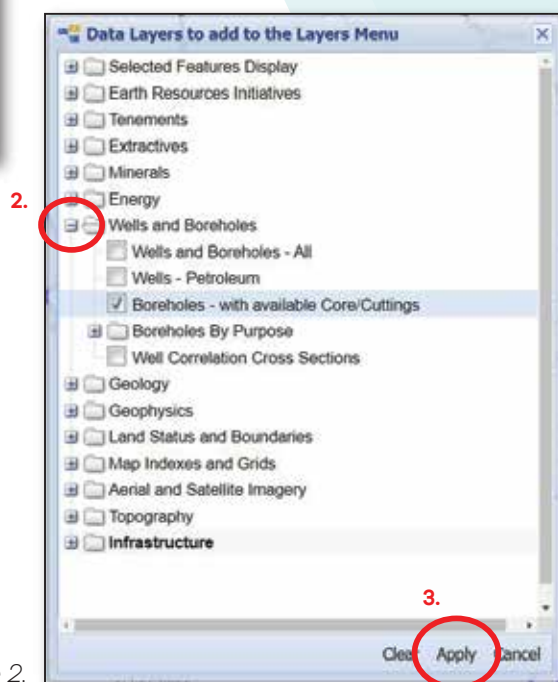 Data Layers to add to the Layers Menu
Selected Features Display
Earth Resources Initiatives
Tenements
Extractives
Minerals
Energy
2.
Wells and Boreholes
Wells and Boreholes - All
Wells - Petroleum
Boreholes - with available Core/Cuttings
Boreholes By Purpose
Well Correlation Cross Sections
Geology
Geophysics
Land Status and Boundaries
Map Indexes and Grids
Aerial and Satellite Imagery
Topography
Infrastructure
3.
Clear Apply Cancel
2.